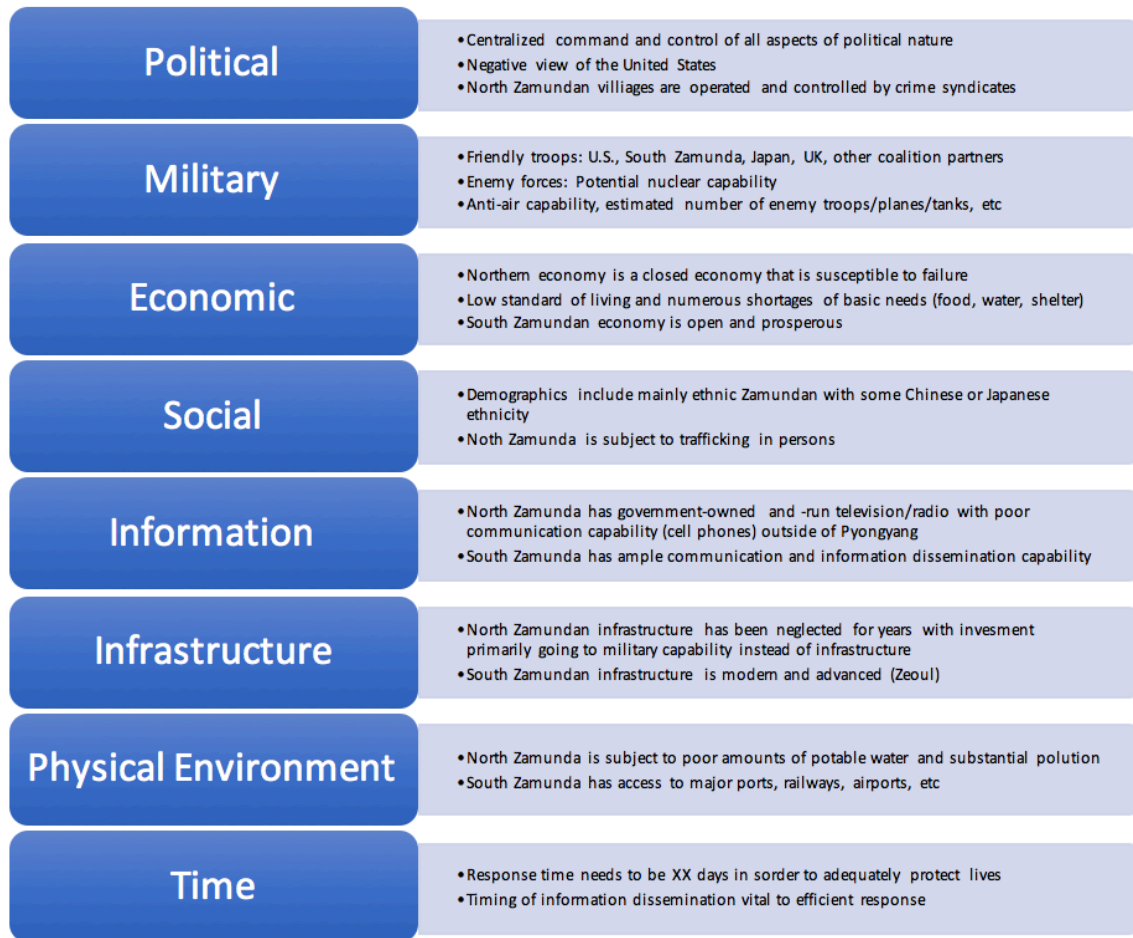 Political
•Centralized command and control of all aspects of political nature
•Negative view of the United States
•North Zamundan villiages are operated and controlled by crime syndicates
Military
•Friendly troops: U.S., South Zamunda, Japan, UK, other coalition partners
•Enemy forces: Potential nuclear capability
•Anti-air capability, estimated number of enemy troops/planes/tanks, etc
Economic
•Northern economy is a closed economy that is susceptible to failure
•Low standard of living and numerous shortages of basic needs (food, water, shelter)
•South Zamundan economy is open and prosperous
Social
•Demographics include mainly ethnic Zamundan with some Chinese or Japanese
ethnicity
•Noth Zamunda is subject to trafficking in persons
Information
•North Zamunda has government-owned and -run television/radio with poor
communication capability (cell phones) outside of Pyongyang
•South Zamunda has ample communication and information dissemination capability
Infrastructure
•North Zamundan infrastructure has been neglected for years with invesment
primarily going to military capability instead of infrastructure
•South Zamundan infrastructure is modern and advanced (Zeoul)
Physical Environment
•North Zamunda is subject to poor amounts of potable water and substantial polution
•South Zamunda has access to major ports, railways, airports, etc
Time
•Response time needs to be XX days in sorder to adequately protect lives
•Timing of information dissemination vital to efficient response